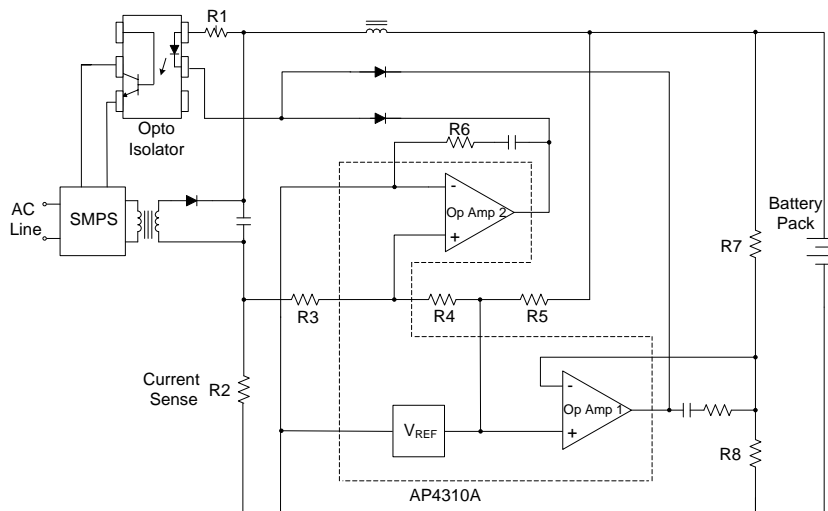 R1
Opto
Isolator
R6
-
Op Amp 2
+
AC
Line
SMPS
Battery
Pack
R7
R3
R4
R5
Current
Sense
R2
-
Op Amp 1
+
VREF
R8
AP4310A